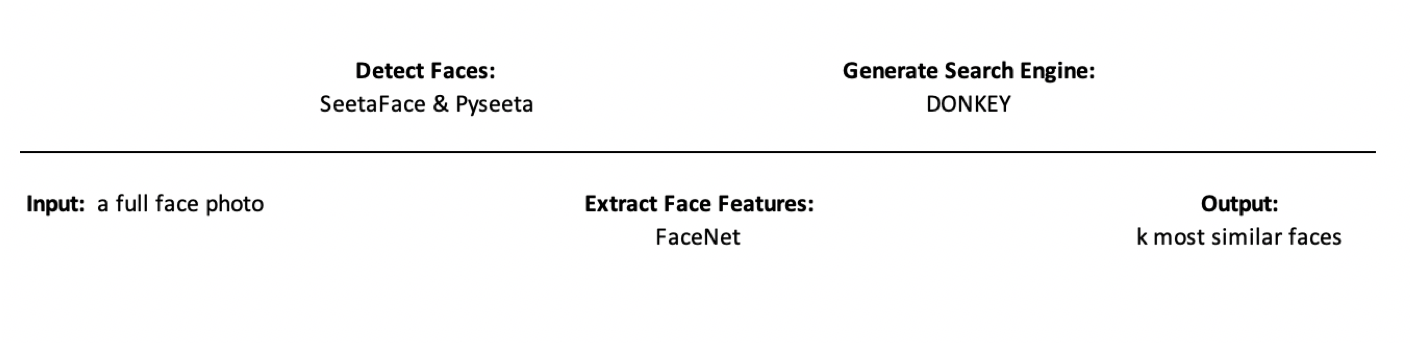 Detect Faces:
SeetaFace & Pyseeta
Generate Search Engine:
DONKEY
Input: a full face photo
Extract Face Features:
FaceNet
Output:
k most similar faces